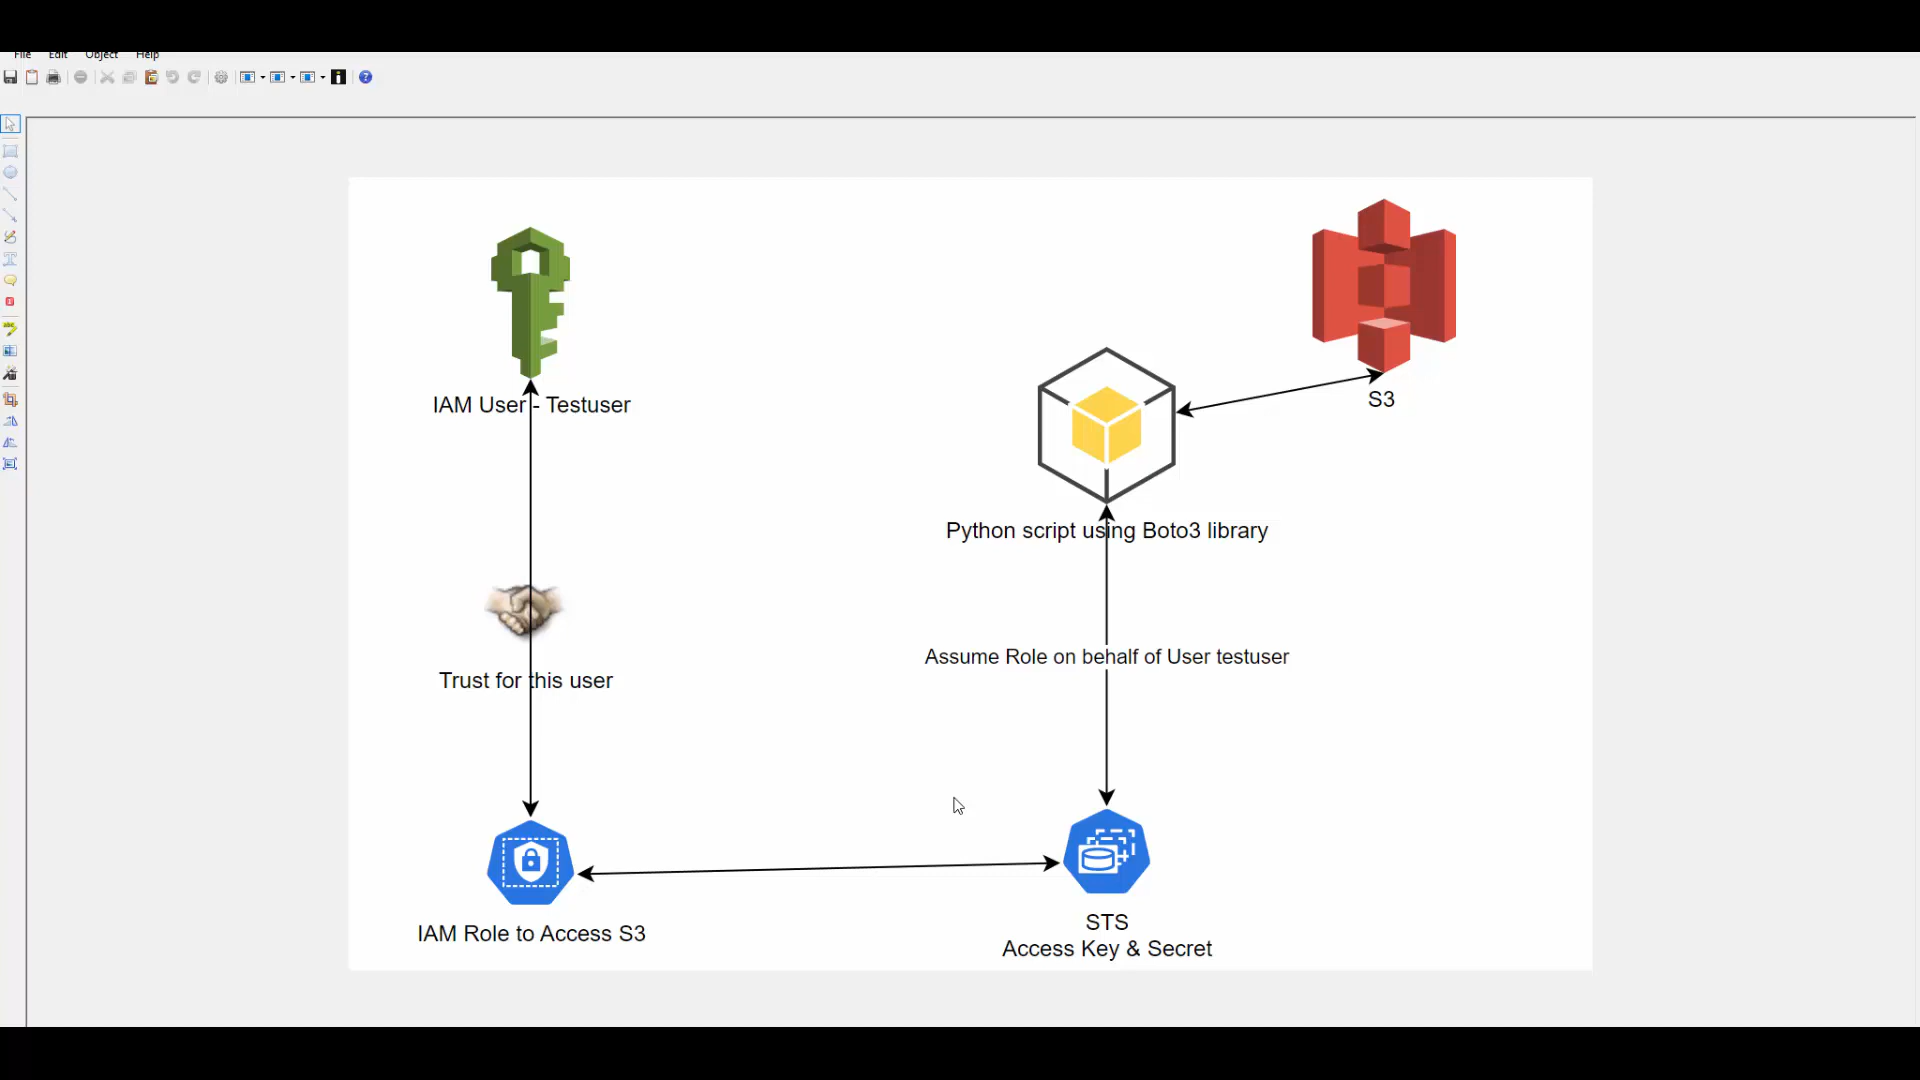 File Edit Object Help
S3
IAM User - Testuser
Python script using Boto3 library
Assume Role on behalf of User testuser
Trust for this user
STS
IAM Role to Access S3
Access Key & Secret